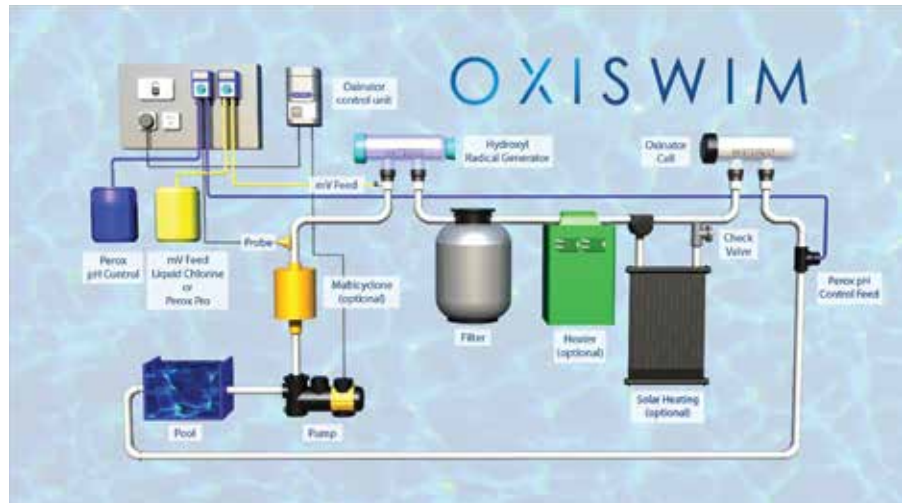 OXISWIM
Oxinator
control unit
Hydroxyl
Radical Generator
Oxinator
Cell
mV Feed
Probe
Perox
pH Control
mV Feed
Liquid Chlorine
or
Perox Pro
Multicyclone
(optional)
Check
Valve
Perox pH
Control Feed
Filter
Heater
(optional)
Solar Heating
(optional)
Pool
Pump